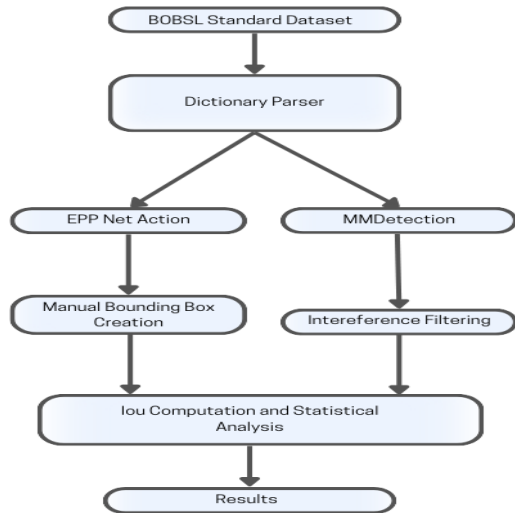 BOBSL Standard Dataset
Dictionary Parser
EPP Net Action
MMDetection
Manual Bounding Box
Creation
Intereference Filtering
Iou Computation and Statistical
Analysis
Results